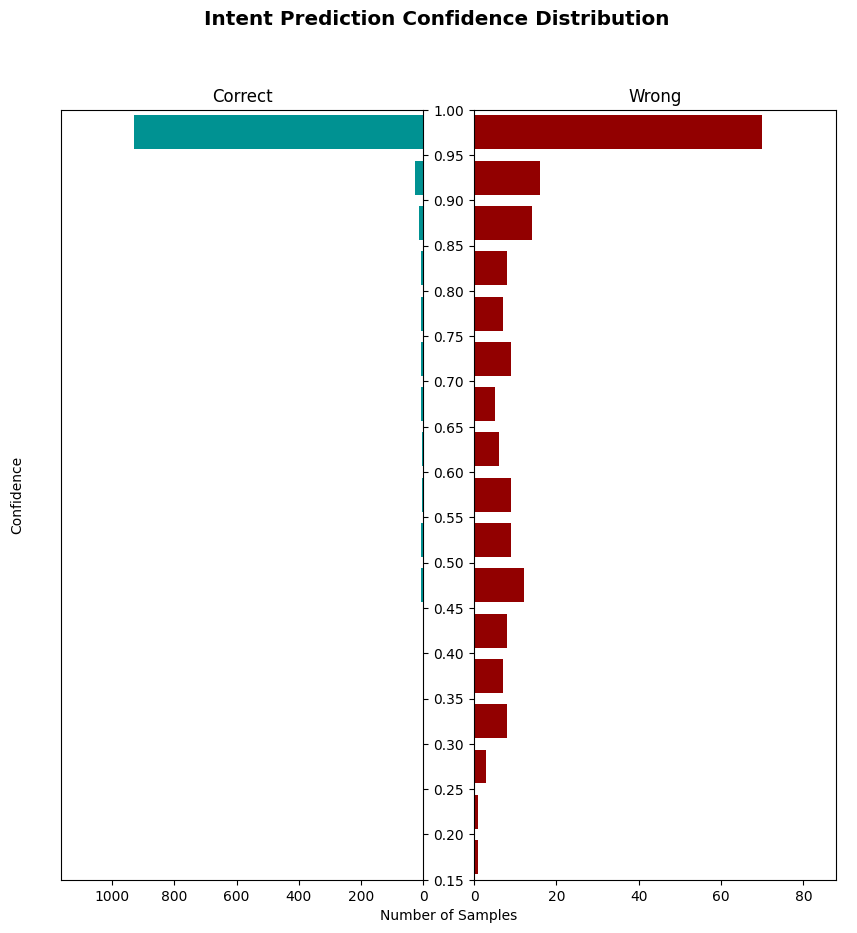 Intent Prediction Confidence Distribution
Correct
Wrong
1.00
0.95
0.90
0.85
0.80
0.75
0.70
0.65
0.60
0.55
0.50
0.45
0.40
0.35
0.30
0.25
0.20
0.15
Confidence
1000 800 600 400 200 0
0 20 40 60 80
Number of Samples